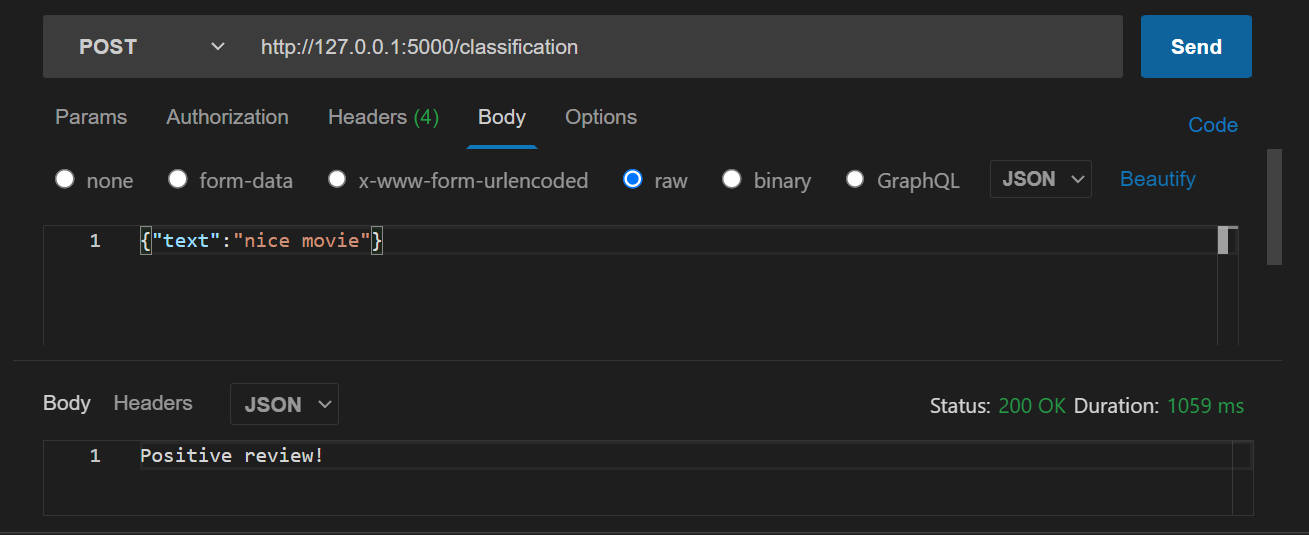 POST http://127.0.0.1:5000/classification Send
Params Authorization Headers (4) Body Options Code
none form-data x-www-form-urlencoded raw binary GraphQL JSON Beautify
1 {"text":"nice movie"}
Body Headers JSON Status: 200 OK Duration: 1059 ms
1 Positive review!